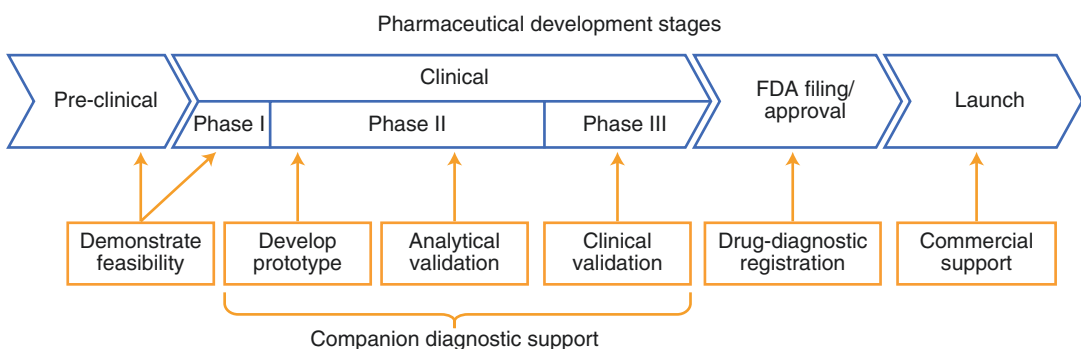 Pharmaceutical development stages
Pre-clinical
Clinical
Phase I
Phase II
Phase III
FDA filing/
approval
Launch
Demonstrate
feasibility
Develop
prototype
Analytical
validation
Clinical
validation
Drug-diagnostic
registration
Commercial
support
Companion diagnostic support